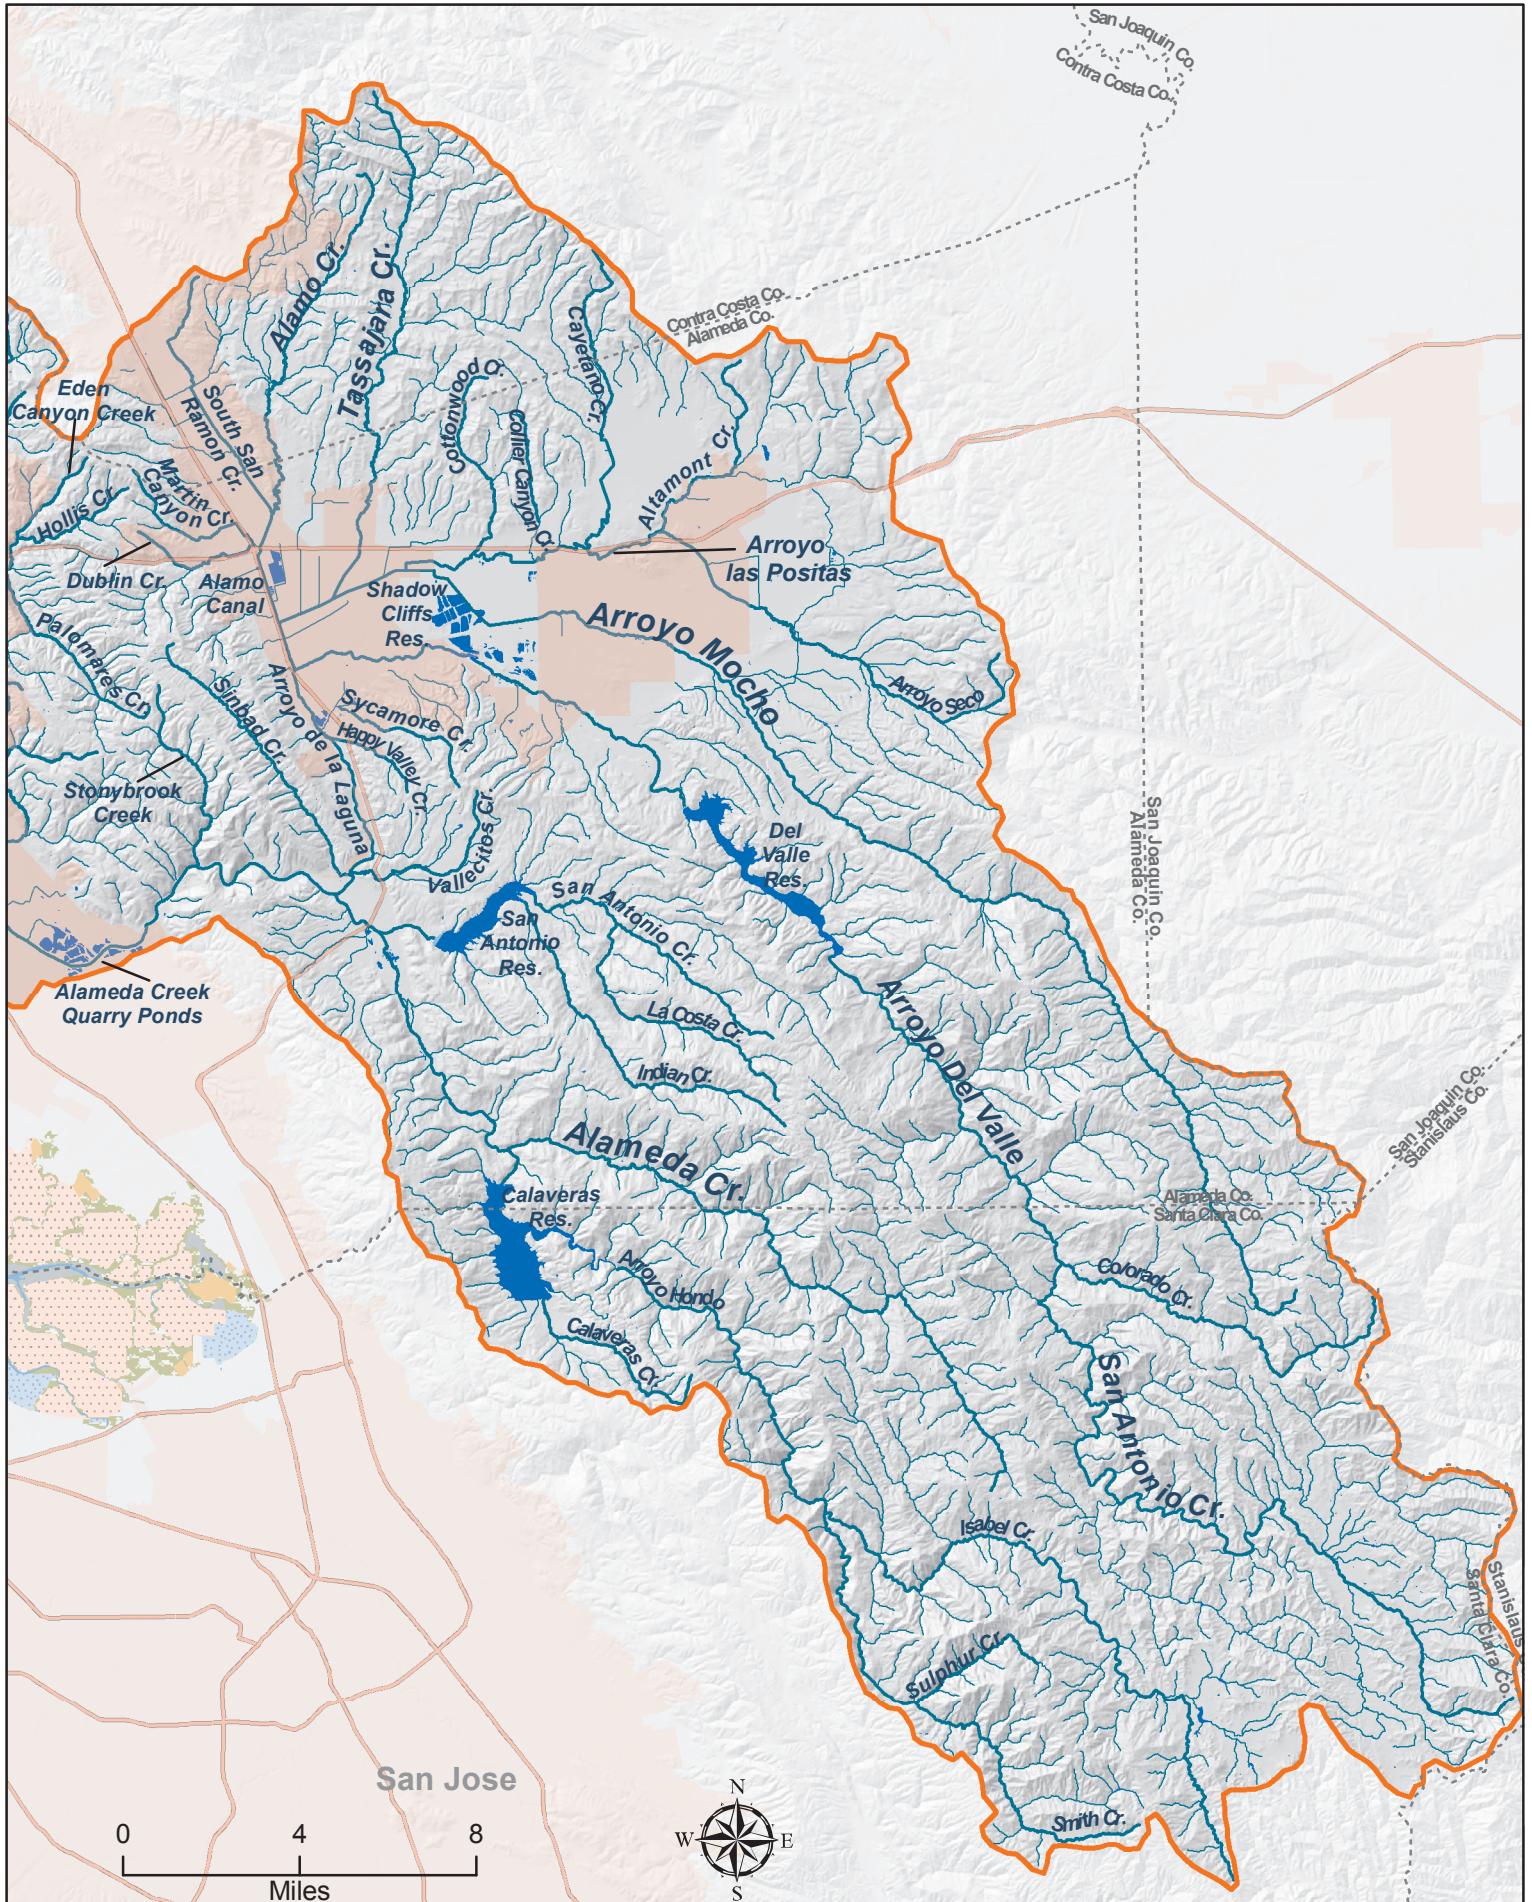 San Joaquin Co.
Contra Costa Co.
Contra Costa Co.
Alameda Co.
Alamo Cr.
Tassajara Cr.
Cayetano Cr.
Cottonwood Cr.
Collier Canyon Cr.
Altamont Cr.
Eden
Canyon Creek
South San
Ramon Cr.
Martin
Canyon Cr.
Hollis Cr.
Dublin Cr.
Alamo
Canal
Shadow
Cliffs
Res.
Arroyo
las Positas
Arroyo Mocho
Arroyo Seco
Palomares Cr.
Sinbad Cr.
Arroyo de la Laguna
Sycamore Cr.
Happy Valley Cr.
Stonybrook
Creek
Vallecitos Cr.
Del
Valle
Res.
San Joaquin Co.
Alameda Co.
San Antonio Cr.
San
Antonio
Res.
Alameda Creek
Quarry Ponds
La Costa Cr.
Indian Cr.
Arroyo Del Valle
San Joaquin Co.
Stanislaus Co.
Alameda Cr.
Calaveras
Res.
Alameda Co.
Santa Clara Co.
Arroyo Hondo
Colorado Cr.
Calaveras Cr.
San Antonio Cr.
Isabel Cr.
Stanislaus
Santa Clara Co.
Sulphur Cr.
Smith Cr.
San Jose
0 4 8
Miles
N
W E
S